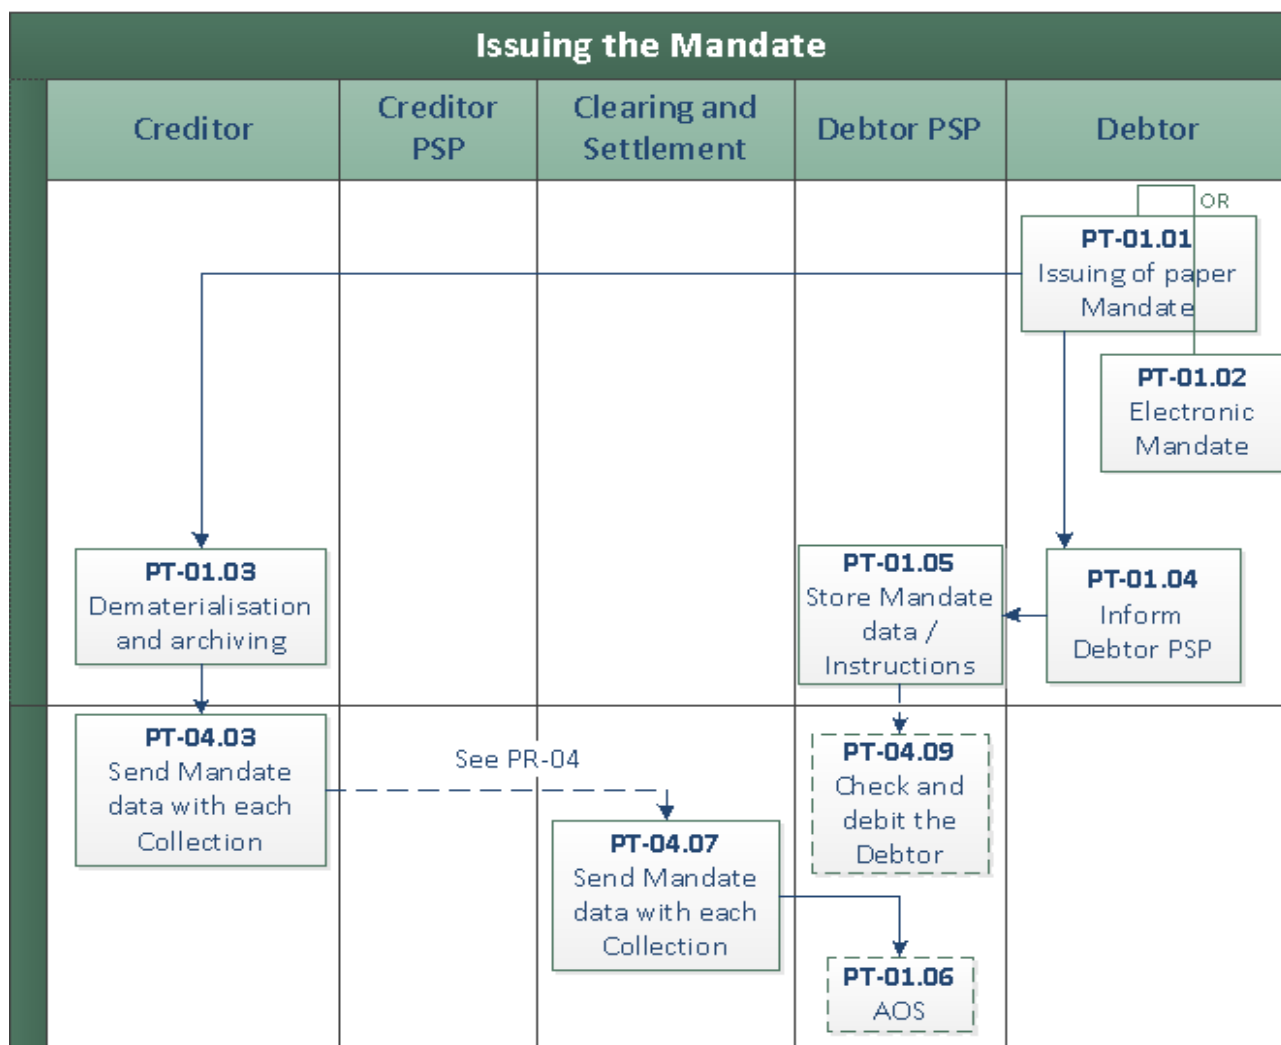 Issuing the Mandate
Creditor
Creditor
PSP
Clearing and
Settlement
Debtor PSP
Debtor
OR
PT-01.01
Issuing of paper
Mandate
PT-01.02
Electronic
Mandate
PT-01.03
Dematerialisation
and archiving
PT-01.05
Store Mandate
data /
Instructions
PT-01.04
Inform
Debtor PSP
PT-04.03
Send Mandate
data with each
Collection
See PR-04
PT-04.09
Check and
debit the
Debtor
PT-04.07
Send Mandate
data with each
Collection
PT-01.06
AOS